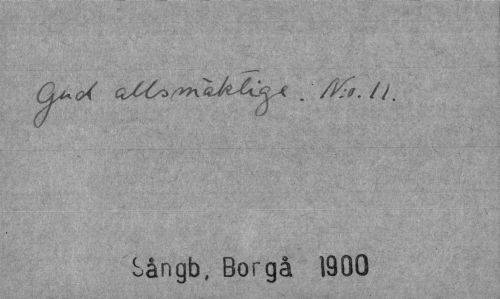 Gud allsmäktige. N:o. 11.
Sångb, Borgå 1900